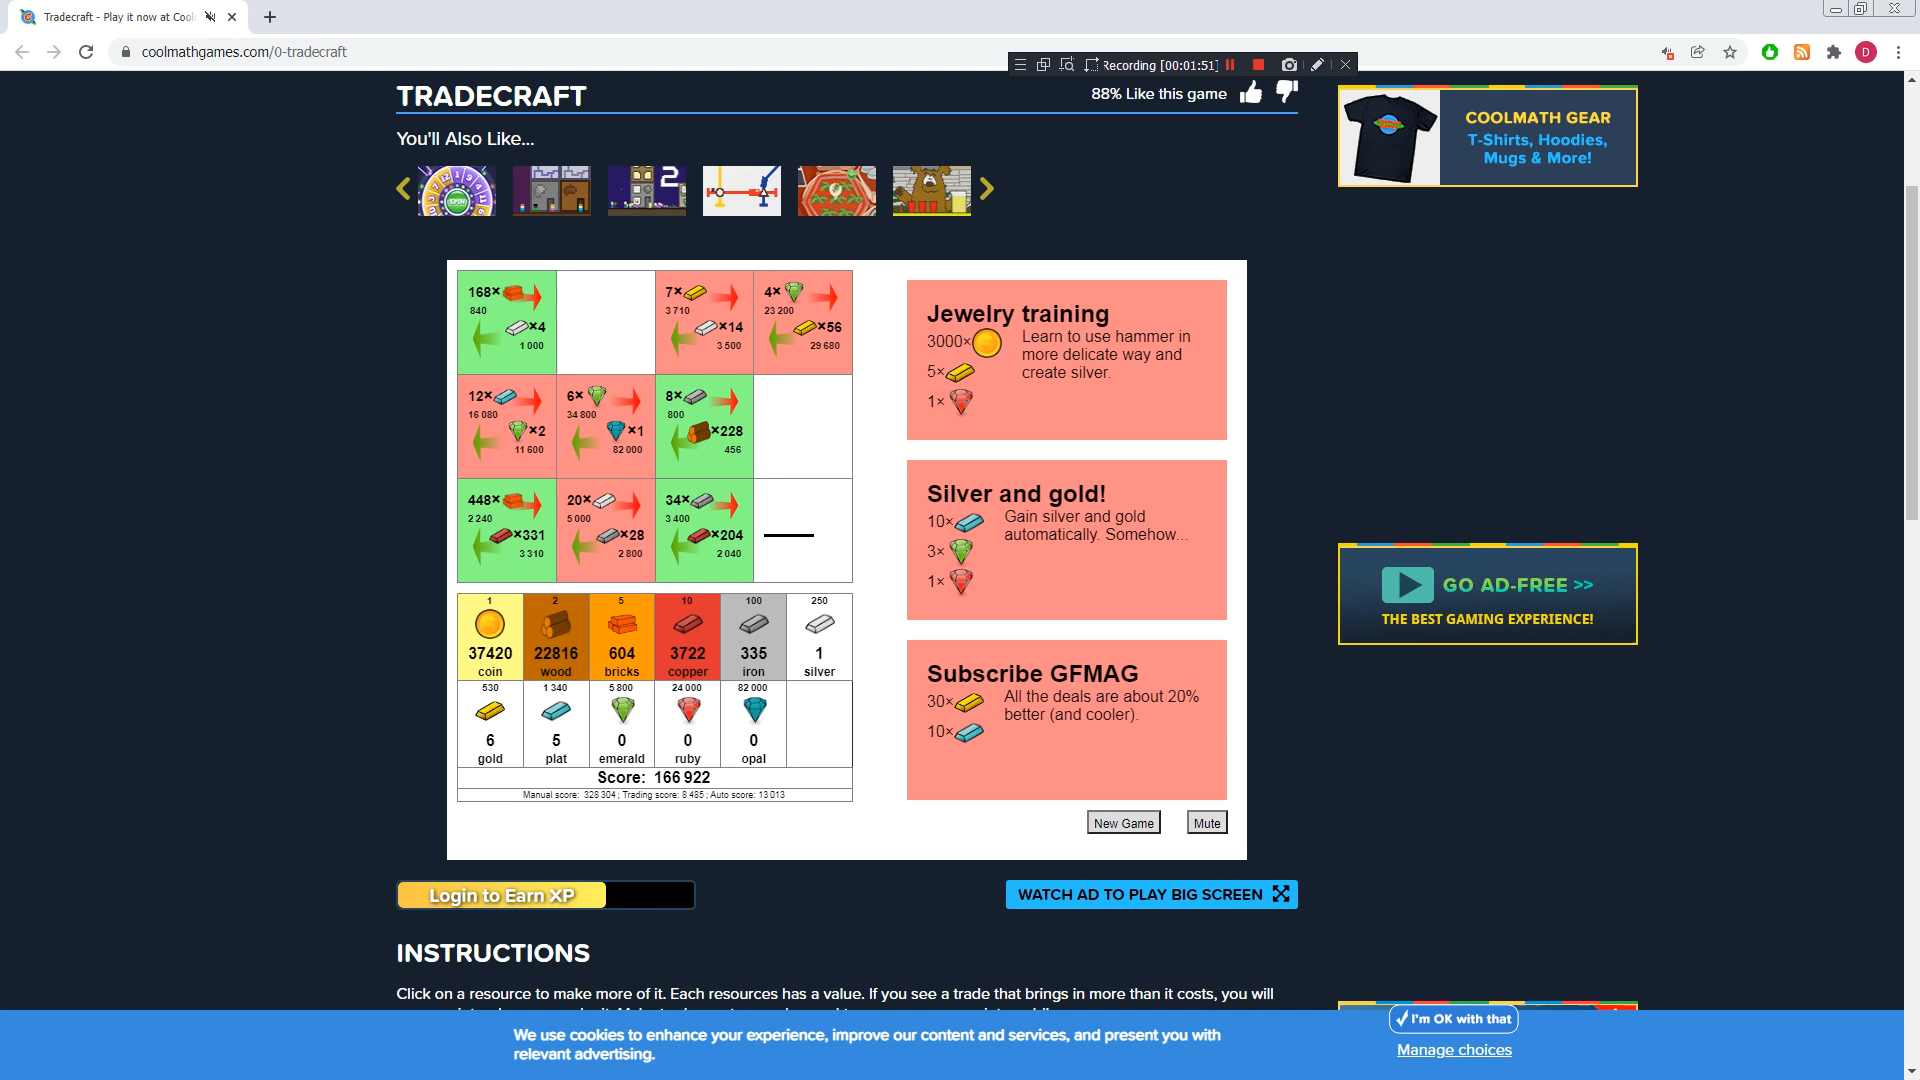 Tradecraft - Play it now at Cool
coolmathgames.com/0-tradecraft
D
Recording [00:01:51]
TRADECRAFT
88% Like this game
You'll Also Like...
SPIN
2
COOLMATH GEAR
T-Shirts, Hoodies,
Mugs & More!
168×
840
×4
1 000
7×
3 710
×14
3 500
4×
23 200
×56
29 680
12×
16 080
×2
11 600
6×
34 800
×1
82 000
8×
800
×228
456
448×
2 240
×331
3 310
20×
5 000
×28
2 800
34×
3 400
×204
2 040
1 2 5 10 100 250
37420 22816 604 3722 335 1
coin wood bricks copper iron silver
530 1 340 5 800 24 000 82 000
6 5 0 0 0
gold plat emerald ruby opal
Score: 166 922
Manual score: 328 304 ; Trading score: 8 485 ; Auto score: 13 013
Jewelry training
3000×
5×
1×
Learn to use hammer in
more delicate way and
create silver.
Silver and gold!
10×
3×
1×
Gain silver and gold
automatically. Somehow...
Subscribe GFMAG
30×
10×
All the deals are about 20%
better (and cooler).
New Game
Mute
GO AD-FREE >>
THE BEST GAMING EXPERIENCE!
Login to Earn XP
WATCH AD TO PLAY BIG SCREEN
INSTRUCTIONS
Click on a resource to make more of it. Each resources has a value. If you see a trade that brings in more than it costs, you will
We use cookies to enhance your experience, improve our content and services, and present you with
relevant advertising.
I'm OK with that
Manage choices